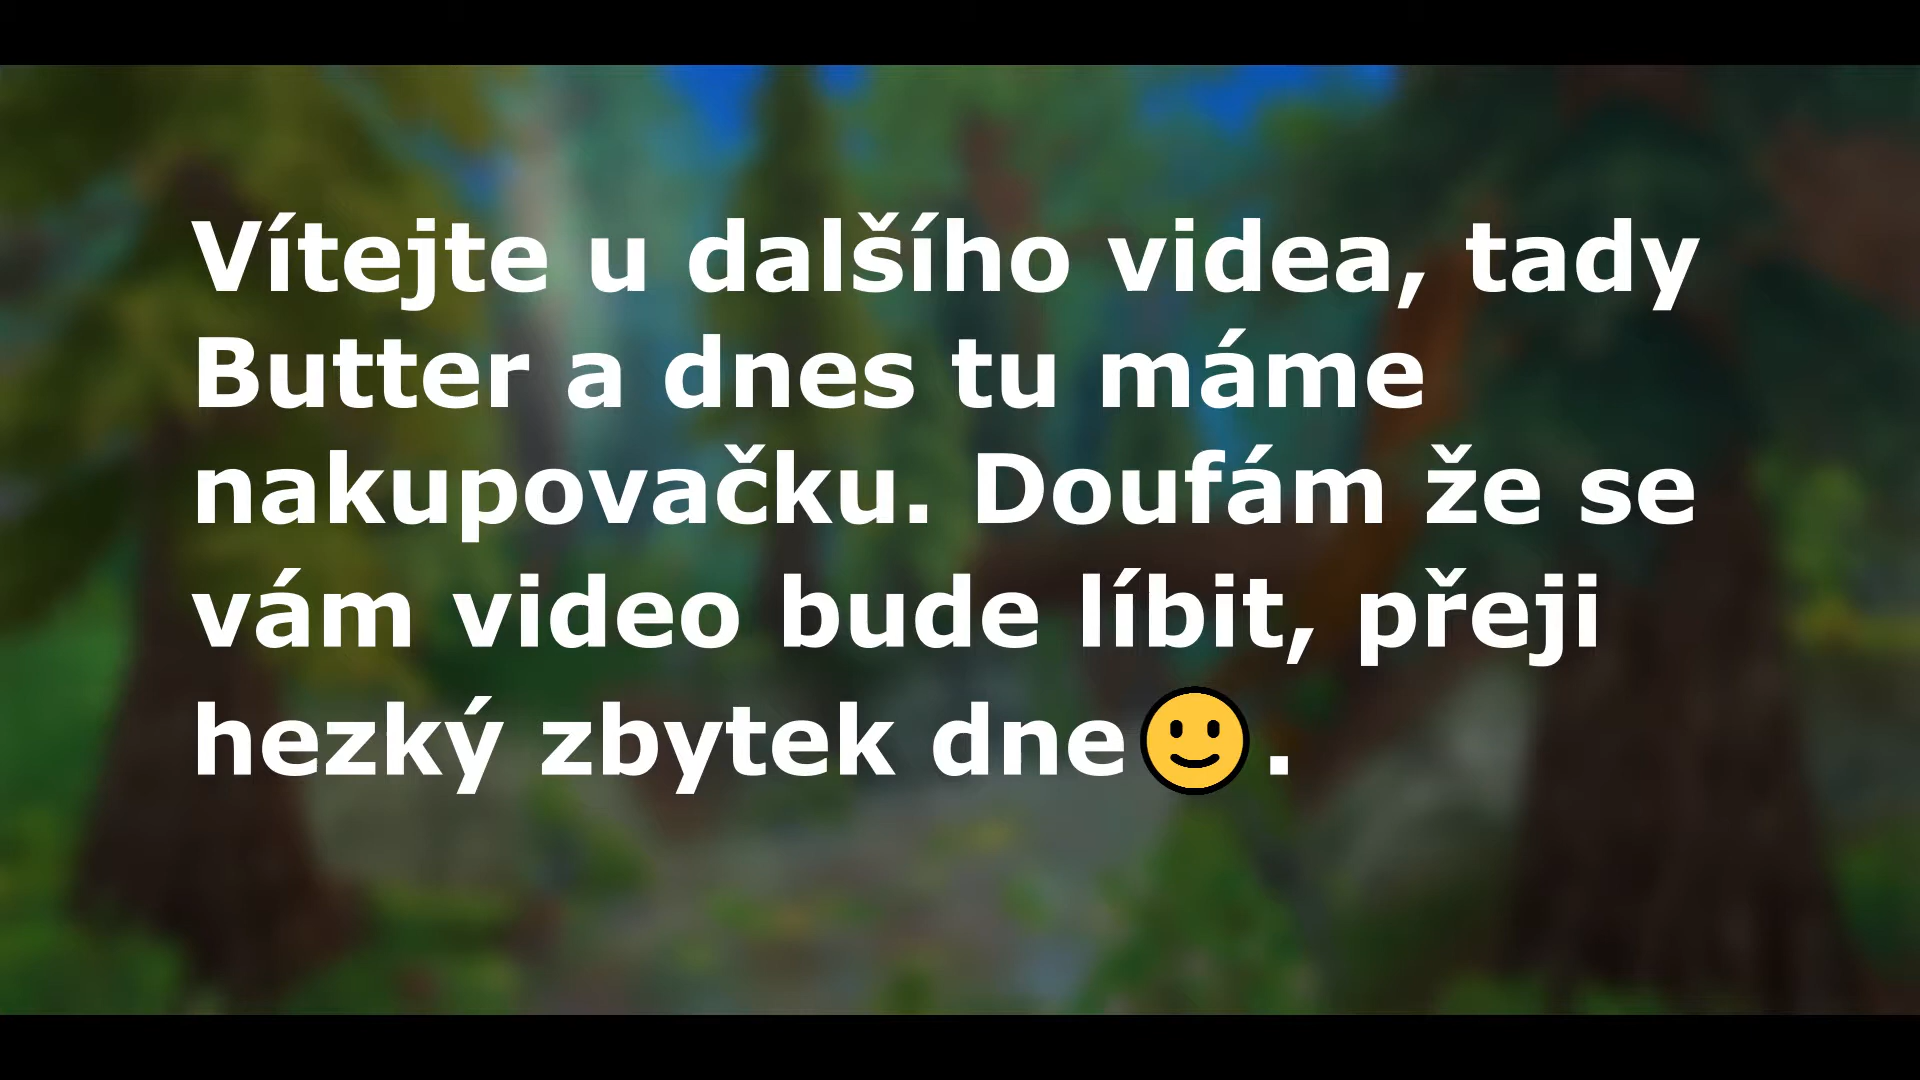 Vítejte u dalšího videa, tady
Butter a dnes tu máme
nakupovačku. Doufám že se
vám video bude líbit, přeji
hezký zbytek dne🙂.